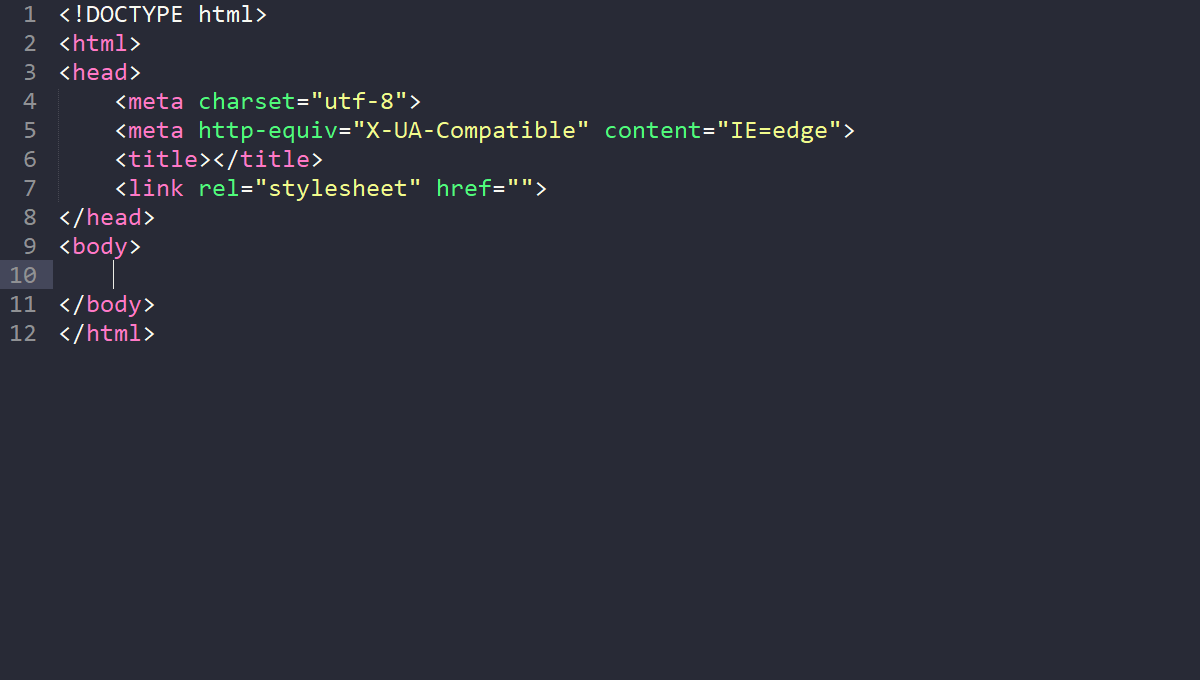 1 <!DOCTYPE html>
2 <html>
3 <head>
4     <meta charset="utf-8">
5     <meta http-equiv="X-UA-Compatible" content="IE=edge">
6     <title></title>
7     <link rel="stylesheet" href="">
8 </head>
9 <body>
10
11 </body>
12 </html>